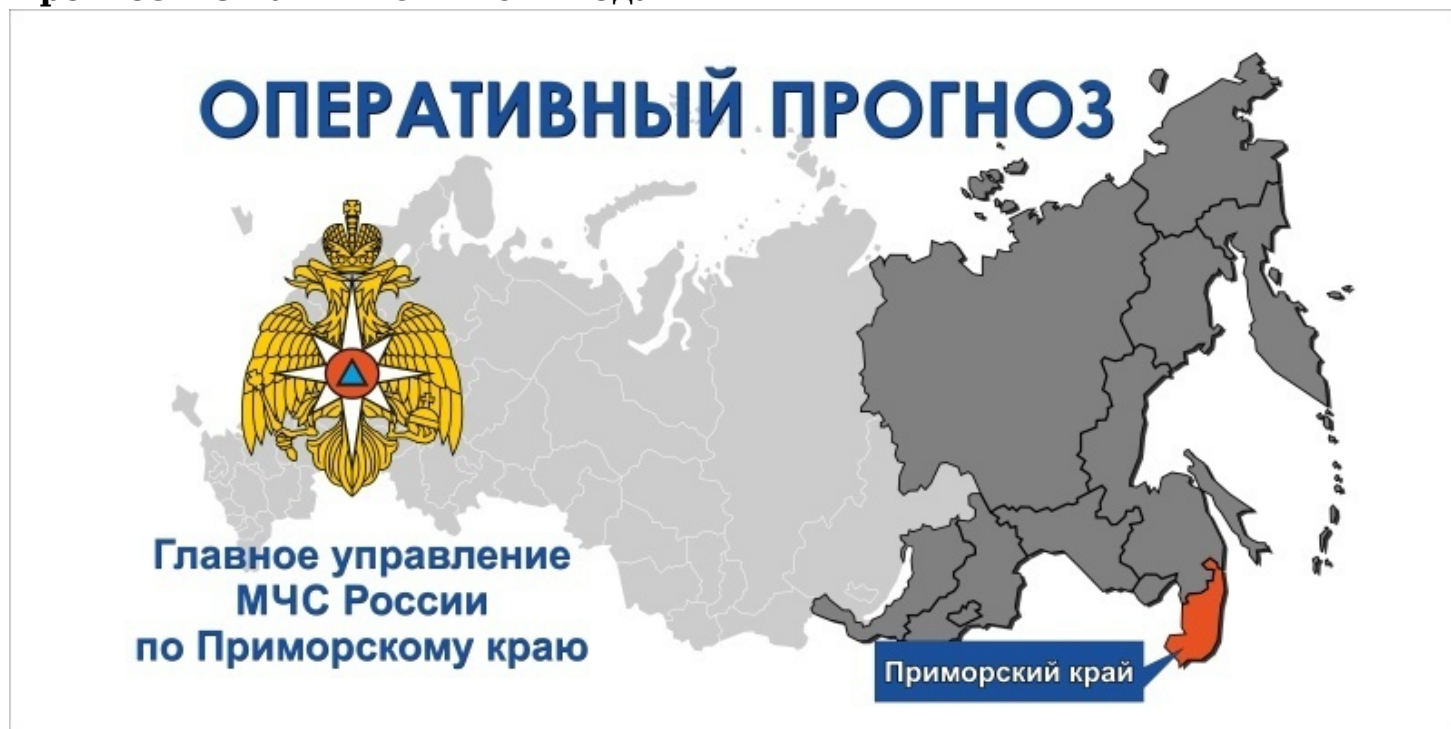 ОПЕРАТИВНЫЙ ПРОГНОЗ
Главное управление
МЧС России
по Приморскому краю
Приморский край